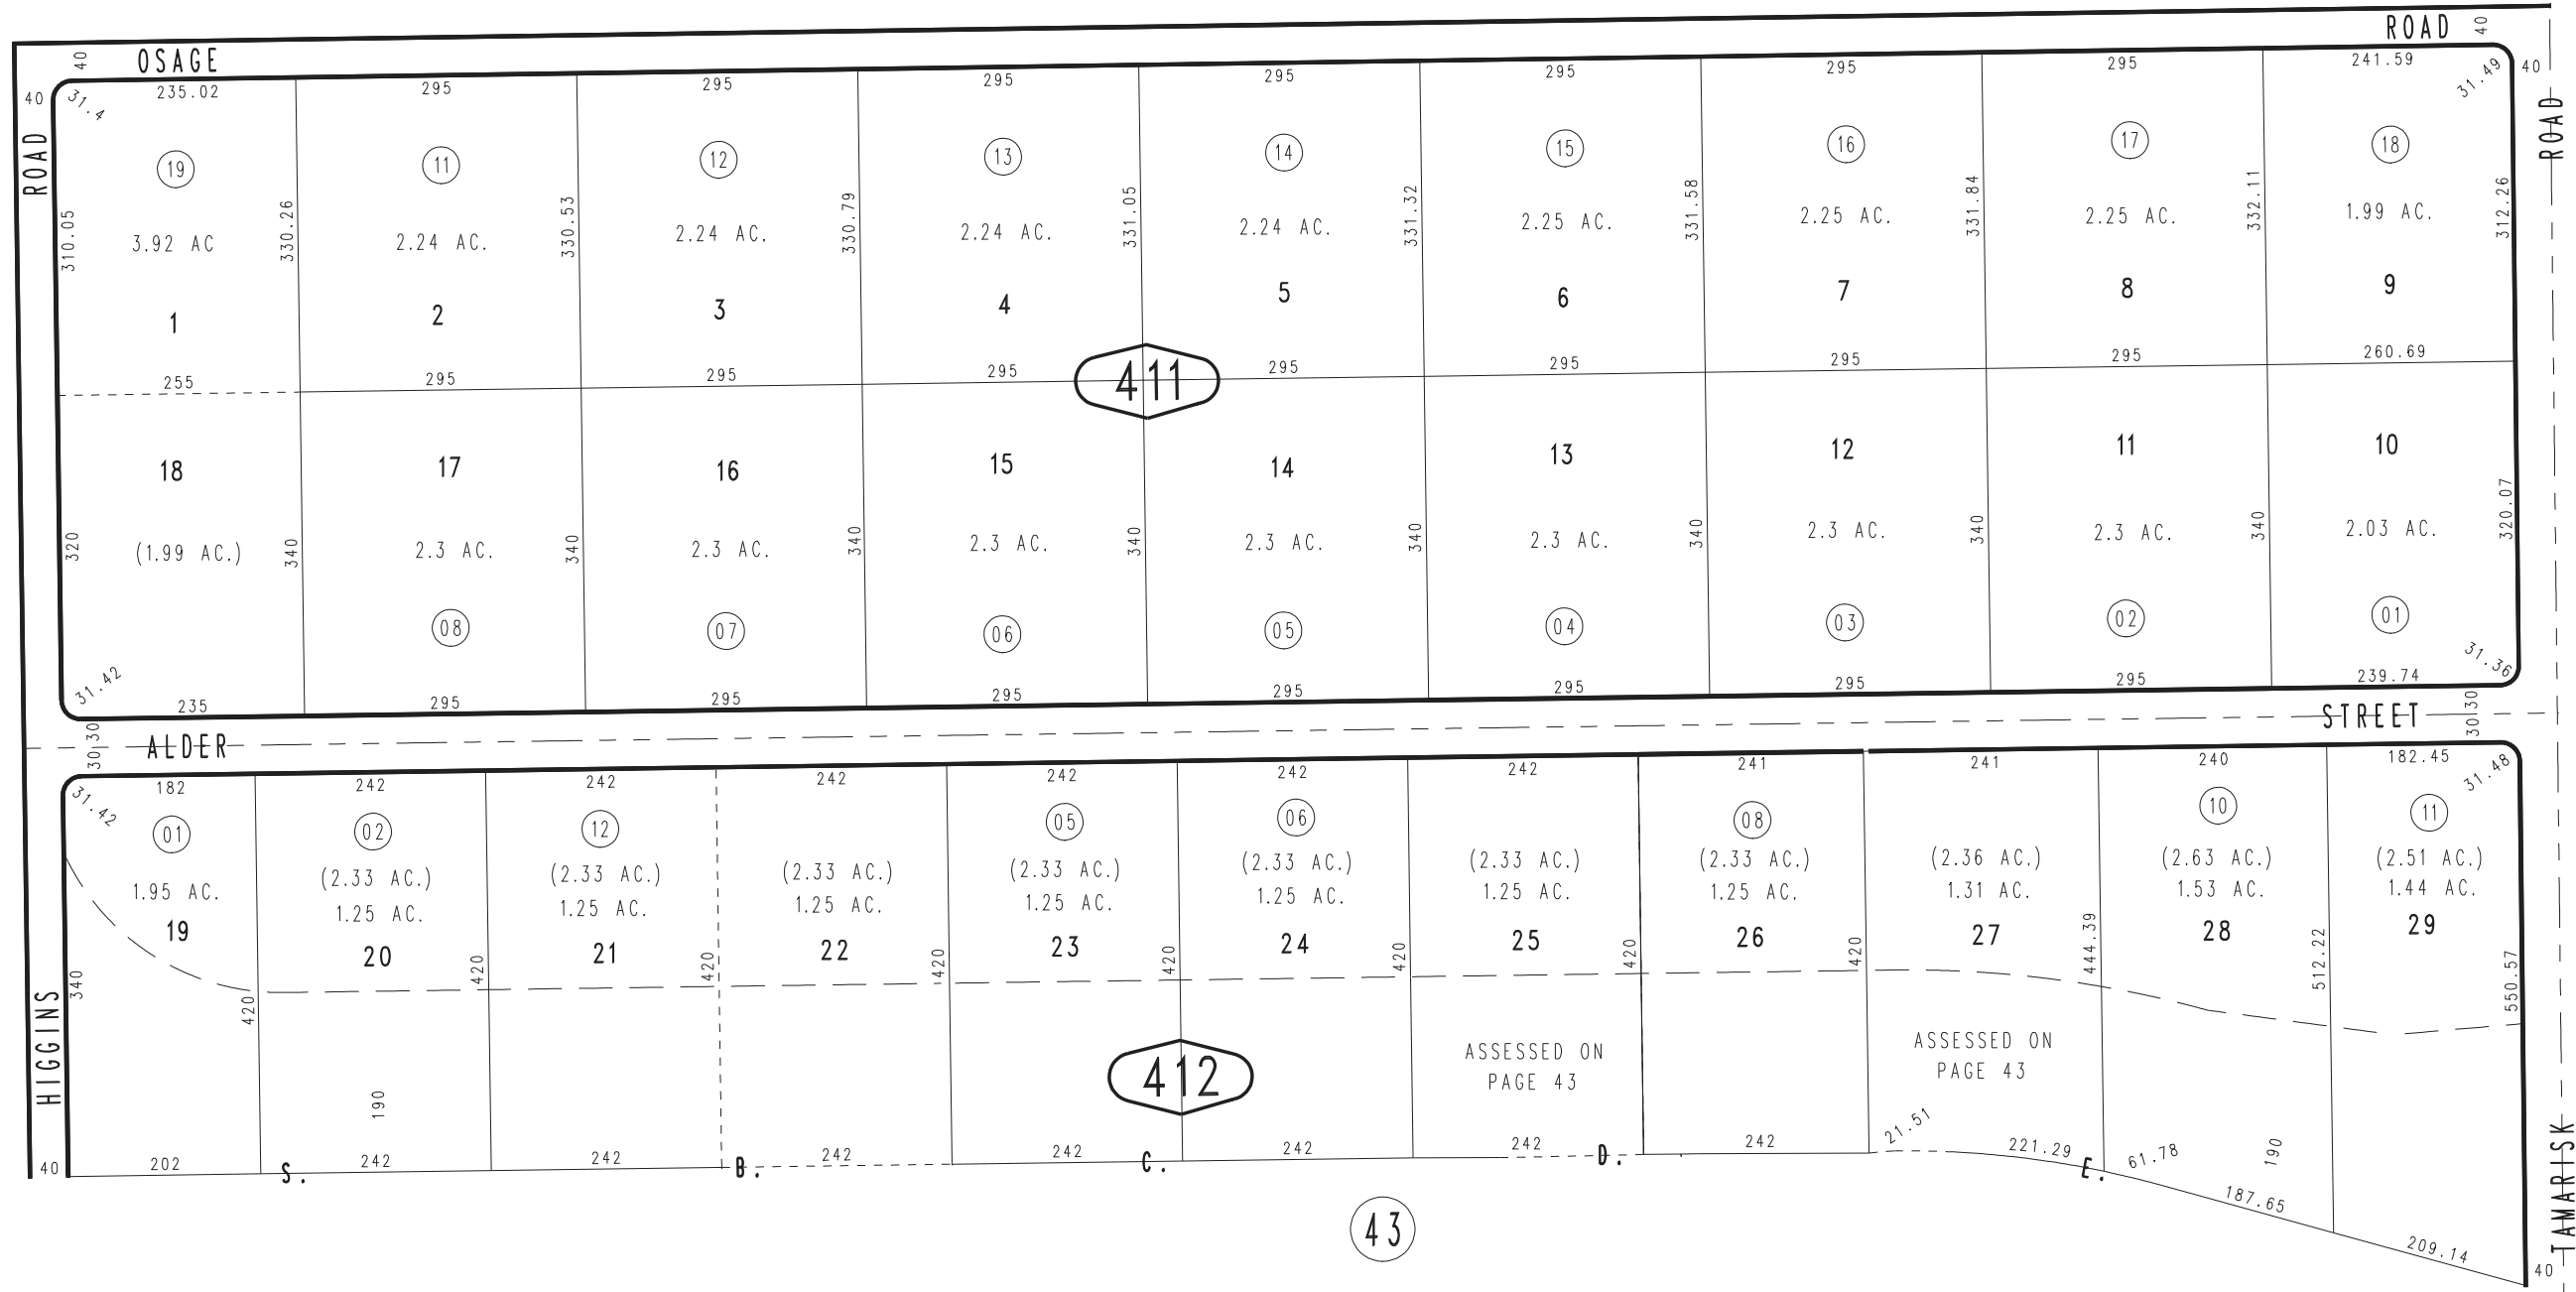 OSAGE ROAD
40 40
40 31.4 235.02 295 295 295 295 295 295 295 241.59 31.49 40
ROAD ROAD
19 11 12 13 14 15 16 17 18
310.05 330.26 330.53 330.79 331.05 331.32 331.58 331.84 332.11 312.26
3.92 AC 2.24 AC. 2.24 AC. 2.24 AC. 2.24 AC. 2.25 AC. 2.25 AC. 2.25 AC. 1.99 AC.
1 2 3 4 5 6 7 8 9
255 295 295 295 295 295 295 295 260.69
411
18 17 16 15 14 13 12 11 10
320 340 340 340 340 340 340 340 340 320.07
(1.99 AC.) 2.3 AC. 2.3 AC. 2.3 AC. 2.3 AC. 2.3 AC. 2.3 AC. 2.3 AC. 2.03 AC.
08 07 06 05 04 03 02 01
31.42 235 295 295 295 295 295 295 295 239.74 31.36
30 30 ALDER STREET 30 30
31.42 182 242 242 242 242 242 242 241 241 240 182.45 31.48
01 02 12 05 06 08 10 11
(2.33 AC.) (2.33 AC.) (2.33 AC.) (2.33 AC.) (2.33 AC.) (2.33 AC.) (2.33 AC.) (2.36 AC.) (2.63 AC.) (2.51 AC.)
1.95 AC. 1.25 AC. 1.25 AC. 1.25 AC. 1.25 AC. 1.25 AC. 1.25 AC. 1.25 AC. 1.31 AC. 1.53 AC. 1.44 AC.
19 20 21 22 23 24 25 26 27 28 29
340 420 420 420 420 420 420 420 420 444.39 512.22 550.57
HIGGINS
412
ASSESSED ON
PAGE 43
ASSESSED ON
PAGE 43
190 190
40 202 242 242 242 242 242 242 242 21.51 221.29 61.78 187.65 209.14 40
S. B. C. D. E.
TAMARISK
43